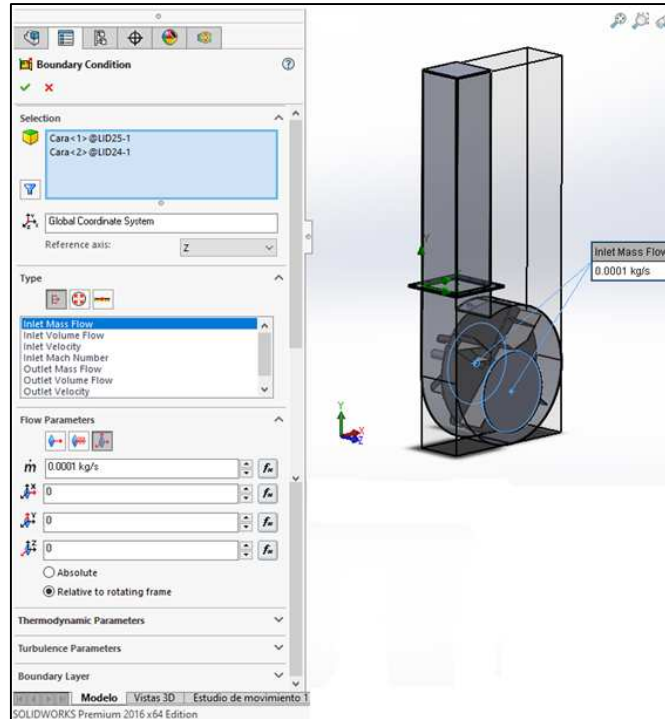 Boundary Condition
Selection
Cara<1>@LID25-1
Cara<2>@LID24-1
Global Coordinate System
Reference axis: Z
Type
Inlet Mass Flow
Inlet Volume Flow
Inlet Velocity
Inlet Mach Number
Outlet Mass Flow
Outlet Volume Flow
Outlet Velocity
Flow Parameters
ṁ 0.0001 kg/s
X 0
Y 0
Z 0
Absolute
Relative to rotating frame
Thermodynamic Parameters
Turbulence Parameters
Boundary Layer
Modelo Vistas 3D Estudio de movimiento 1
SOLIDWORKS Premium 2016 x64 Edition
Inlet Mass Flow
0.0001 kg/s
Y
Y
X
Z